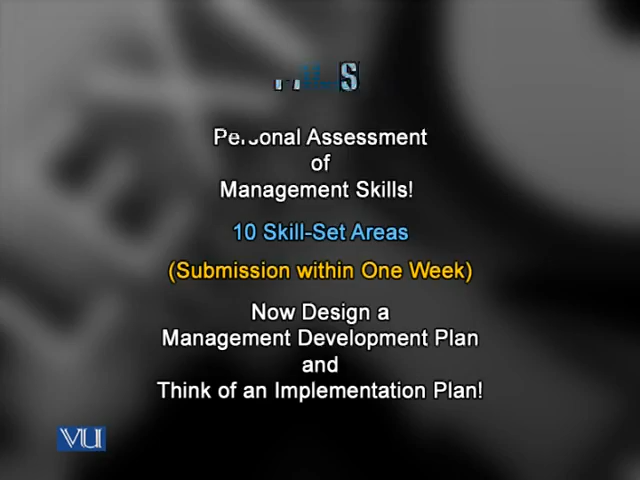 Personal Assessment
of
Management Skills!
10 Skill-Set Areas
(Submission within One Week)
Now Design a
Management Development Plan
and
Think of an Implementation Plan!
VU